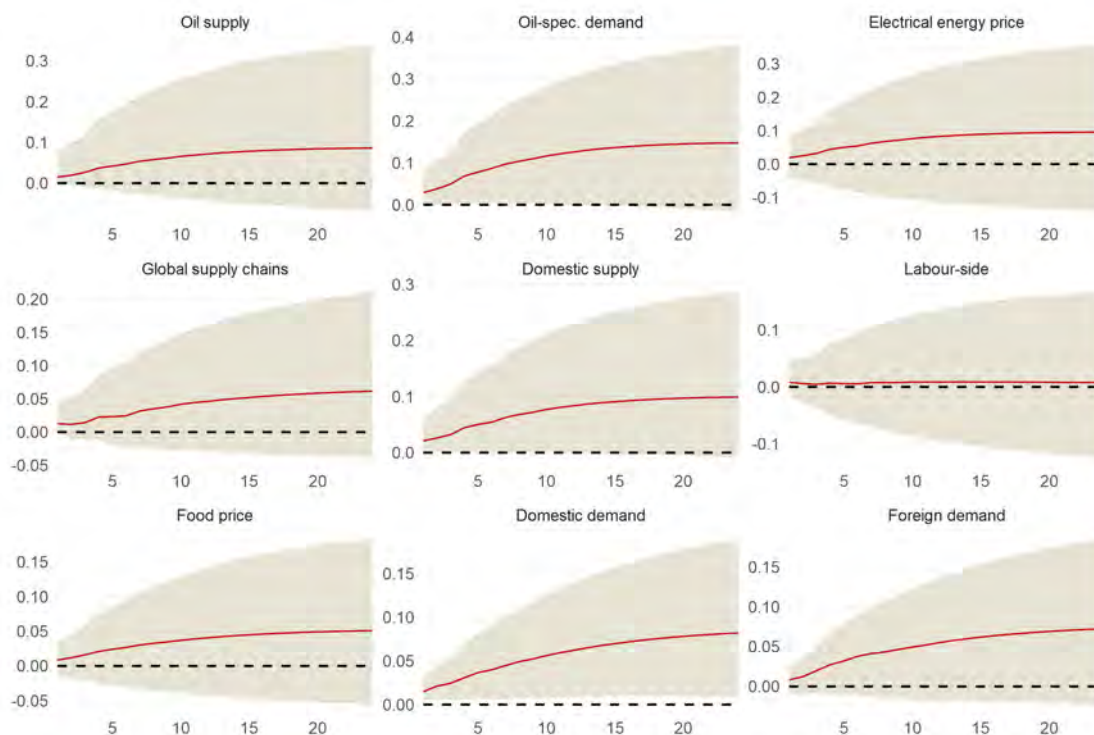 Oil supply Oil-spec. demand Electrical energy price
0.3 0.4 0.3
0.2 0.3 0.2
0.1 0.2 0.1
0.0 0.1 0.0
0.0 -0.1
5 10 15 20 5 10 15 20 5 10 15 20
Global supply chains Domestic supply Labour-side
0.20 0.3 0.1
0.15 0.2 0.0
0.10 0.1 -0.1
0.05 0.0
0.00
-0.05
5 10 15 20 5 10 15 20 5 10 15 20
Food price Domestic demand Foreign demand
0.15 0.15 0.15
0.10 0.10 0.10
0.05 0.05 0.05
0.00 0.00 0.00
-0.05
5 10 15 20 5 10 15 20 5 10 15 20